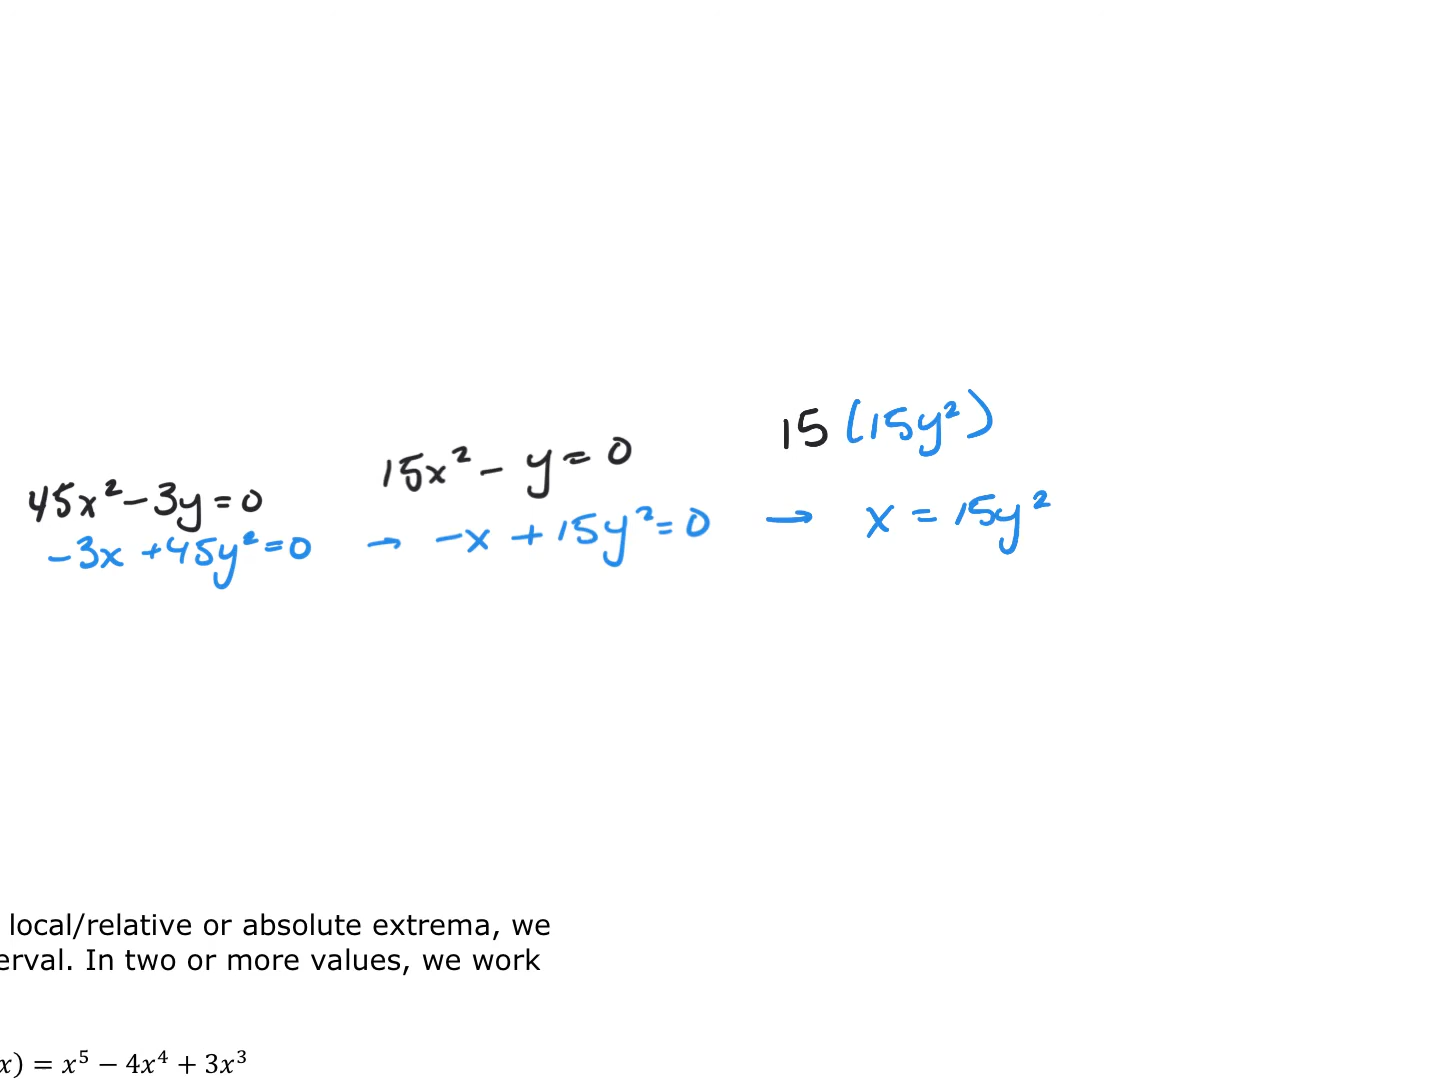 15 (15y²)
15x² - y = 0
45x² - 3y = 0
-3x + 45y² = 0 → -x + 15y² = 0 → x = 15y²
local/relative or absolute extrema, we
erval. In two or more values, we work
x) = x⁵ − 4x⁴ + 3x³